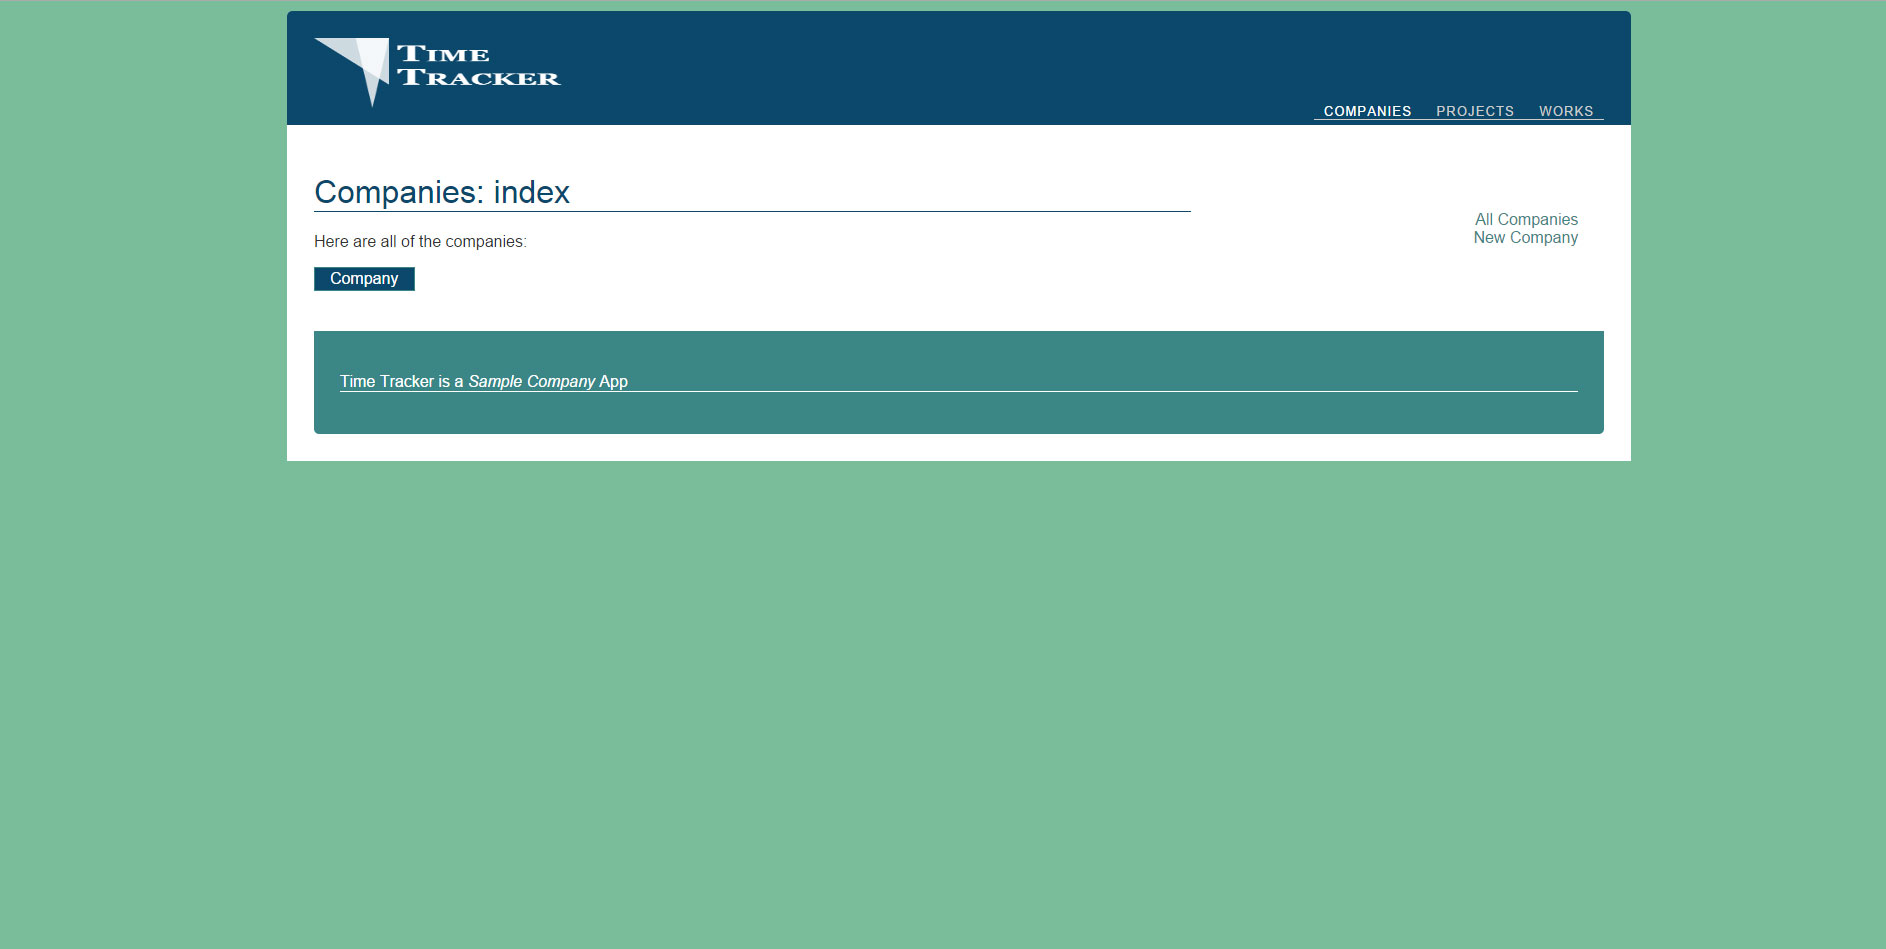 TIME
TRACKER
COMPANIES PROJECTS WORKS
Companies: index
All Companies
New Company
Here are all of the companies:
Company
Time Tracker is a Sample Company App